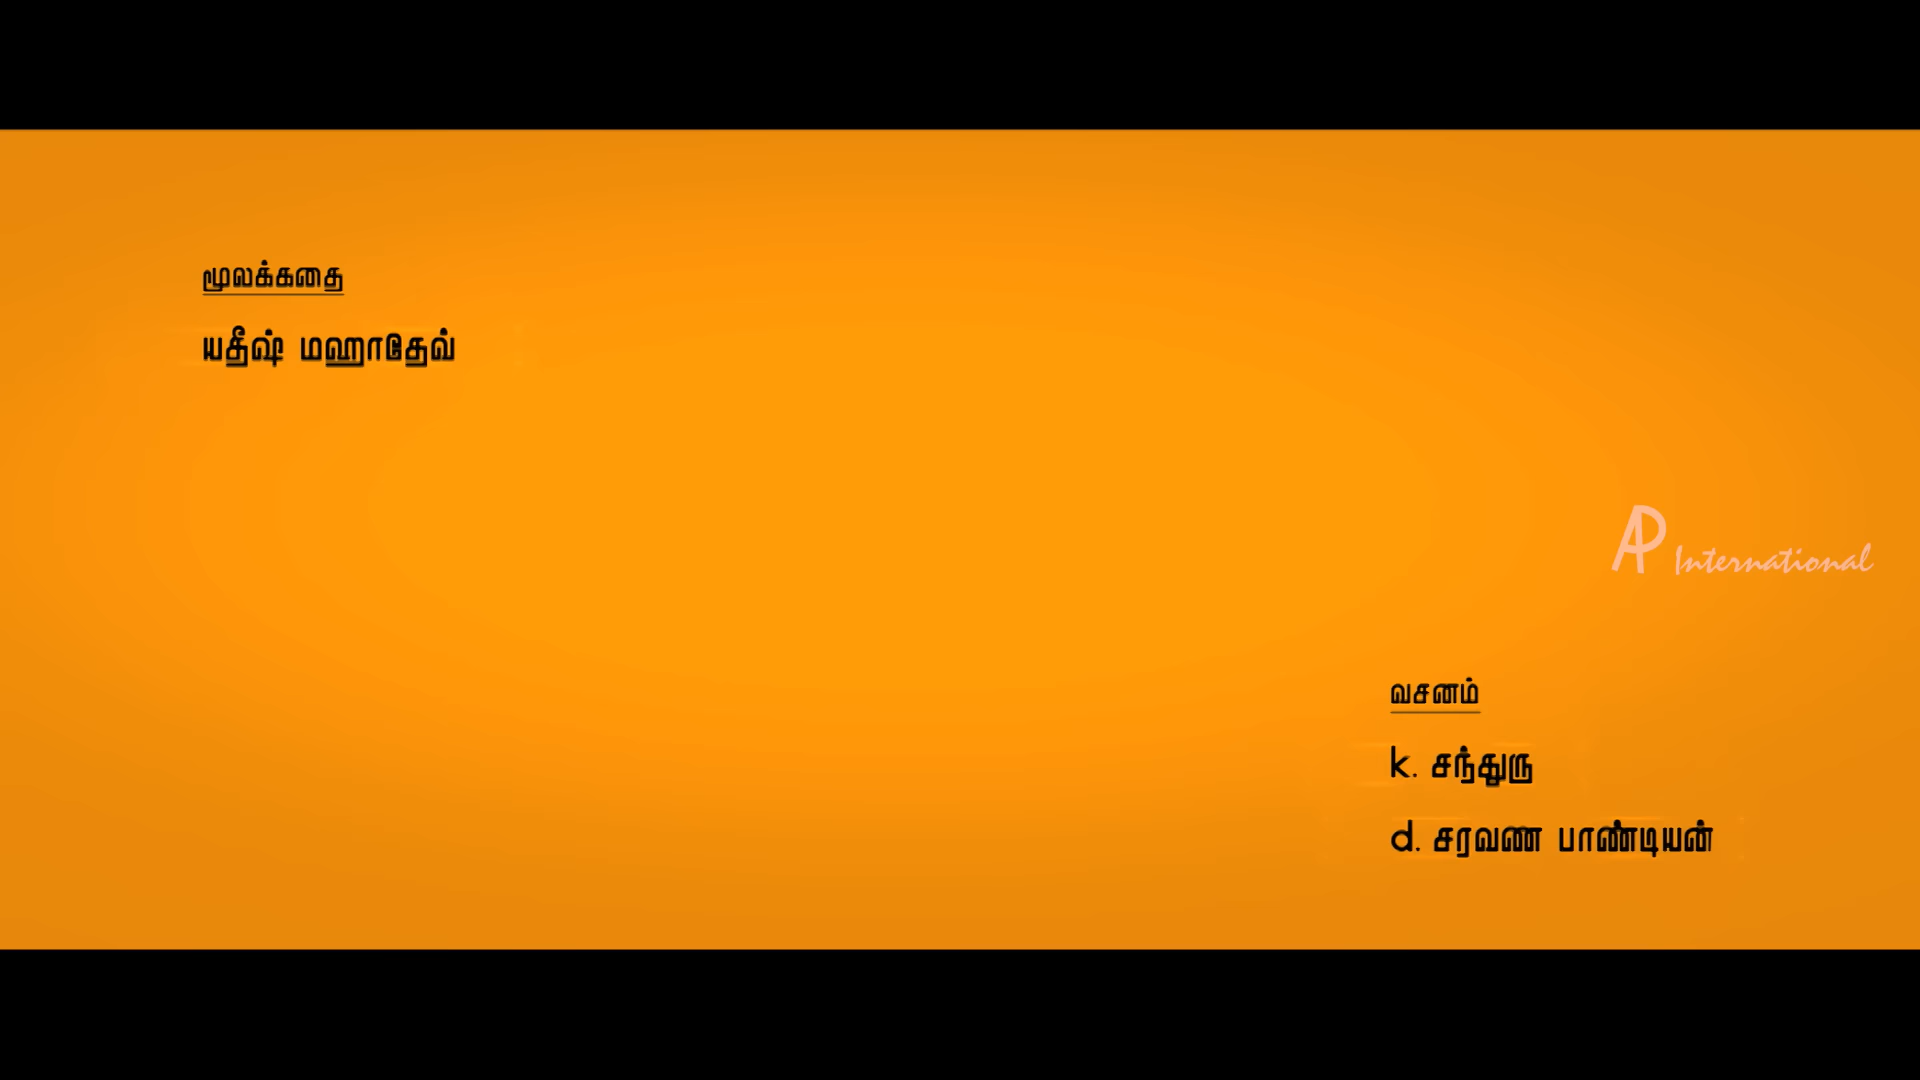 மூலக்கதை
யதீஷ் மஹாதேவ்
AP International
வசனம்
k. சந்துரு
d. சரவண பாண்டியன்